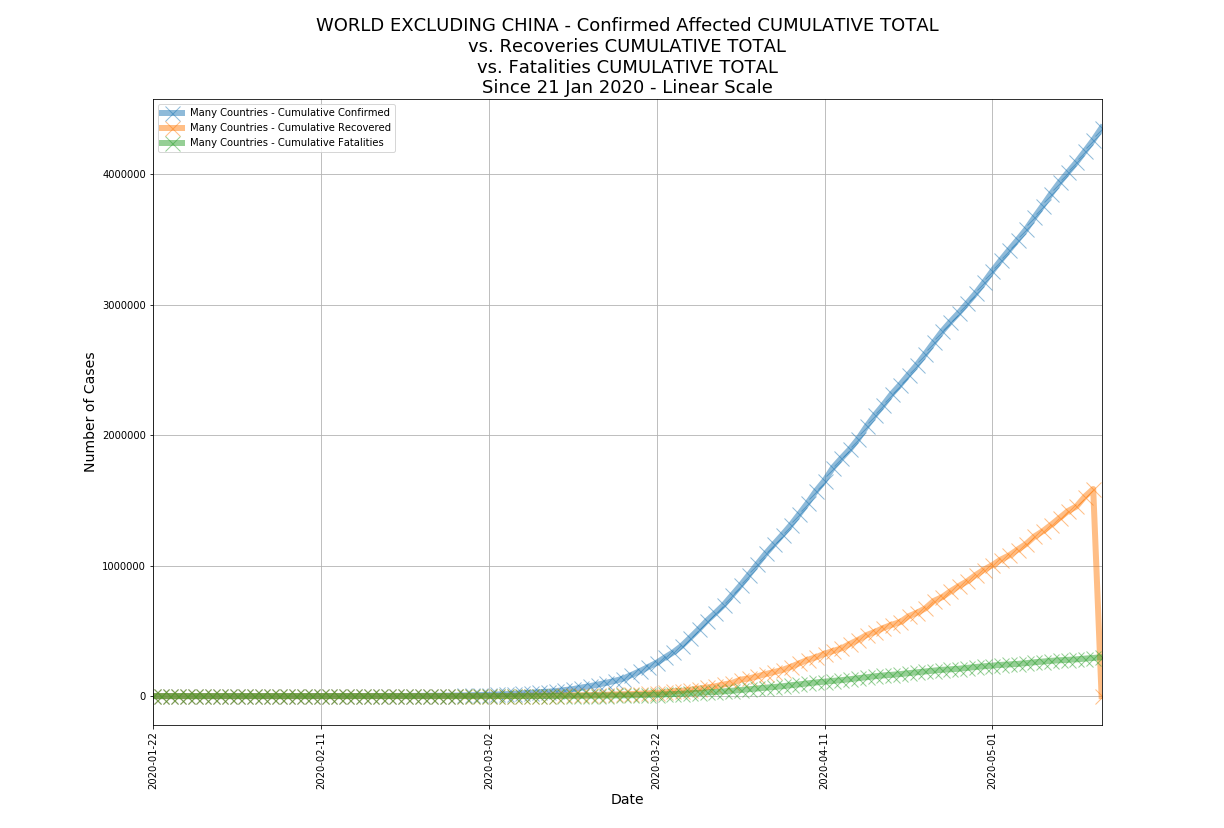 WORLD EXCLUDING CHINA - Confirmed Affected CUMULATIVE TOTAL
vs. Recoveries CUMULATIVE TOTAL
vs. Fatalities CUMULATIVE TOTAL
Since 21 Jan 2020 - Linear Scale
Many Countries - Cumulative Confirmed
Many Countries - Cumulative Recovered
Many Countries - Cumulative Fatalities
Number of Cases
4000000
3000000
2000000
1000000
0
2020-01-22
2020-02-11
2020-03-02
2020-03-22
2020-04-11
2020-05-01
Date